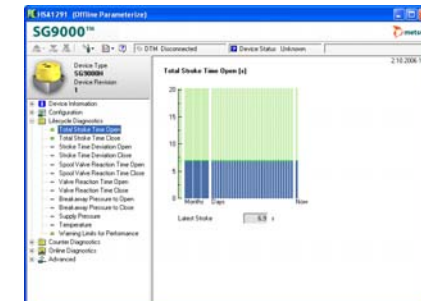 HSA1291 (Offline Parameterize)
SG9000™
metso
DTM Disconnected
Device Status Unknown
2.10.2006
Device Type
SG9000H
Device Revision
1
Total Stroke Time Open [s]
Device Information
Configuration
Lifecycle Diagnostics
Total Stroke Time Open
Total Stroke Time Close
Stroke Time Deviation Open
Stroke Time Deviation Close
Spool Valve Reaction Time Open
Spool Valve Reaction Time Close
Valve Reaction Time Open
Valve Reaction Time Close
Breakaway Pressure to Open
Breakaway Pressure to Close
Supply Pressure
Temperature
Warning Limits for Performance
Counter Diagnostics
Online Diagnostics
Advanced
20
15
10
5
0
Months Days Now
Latest Stroke 6.9 s